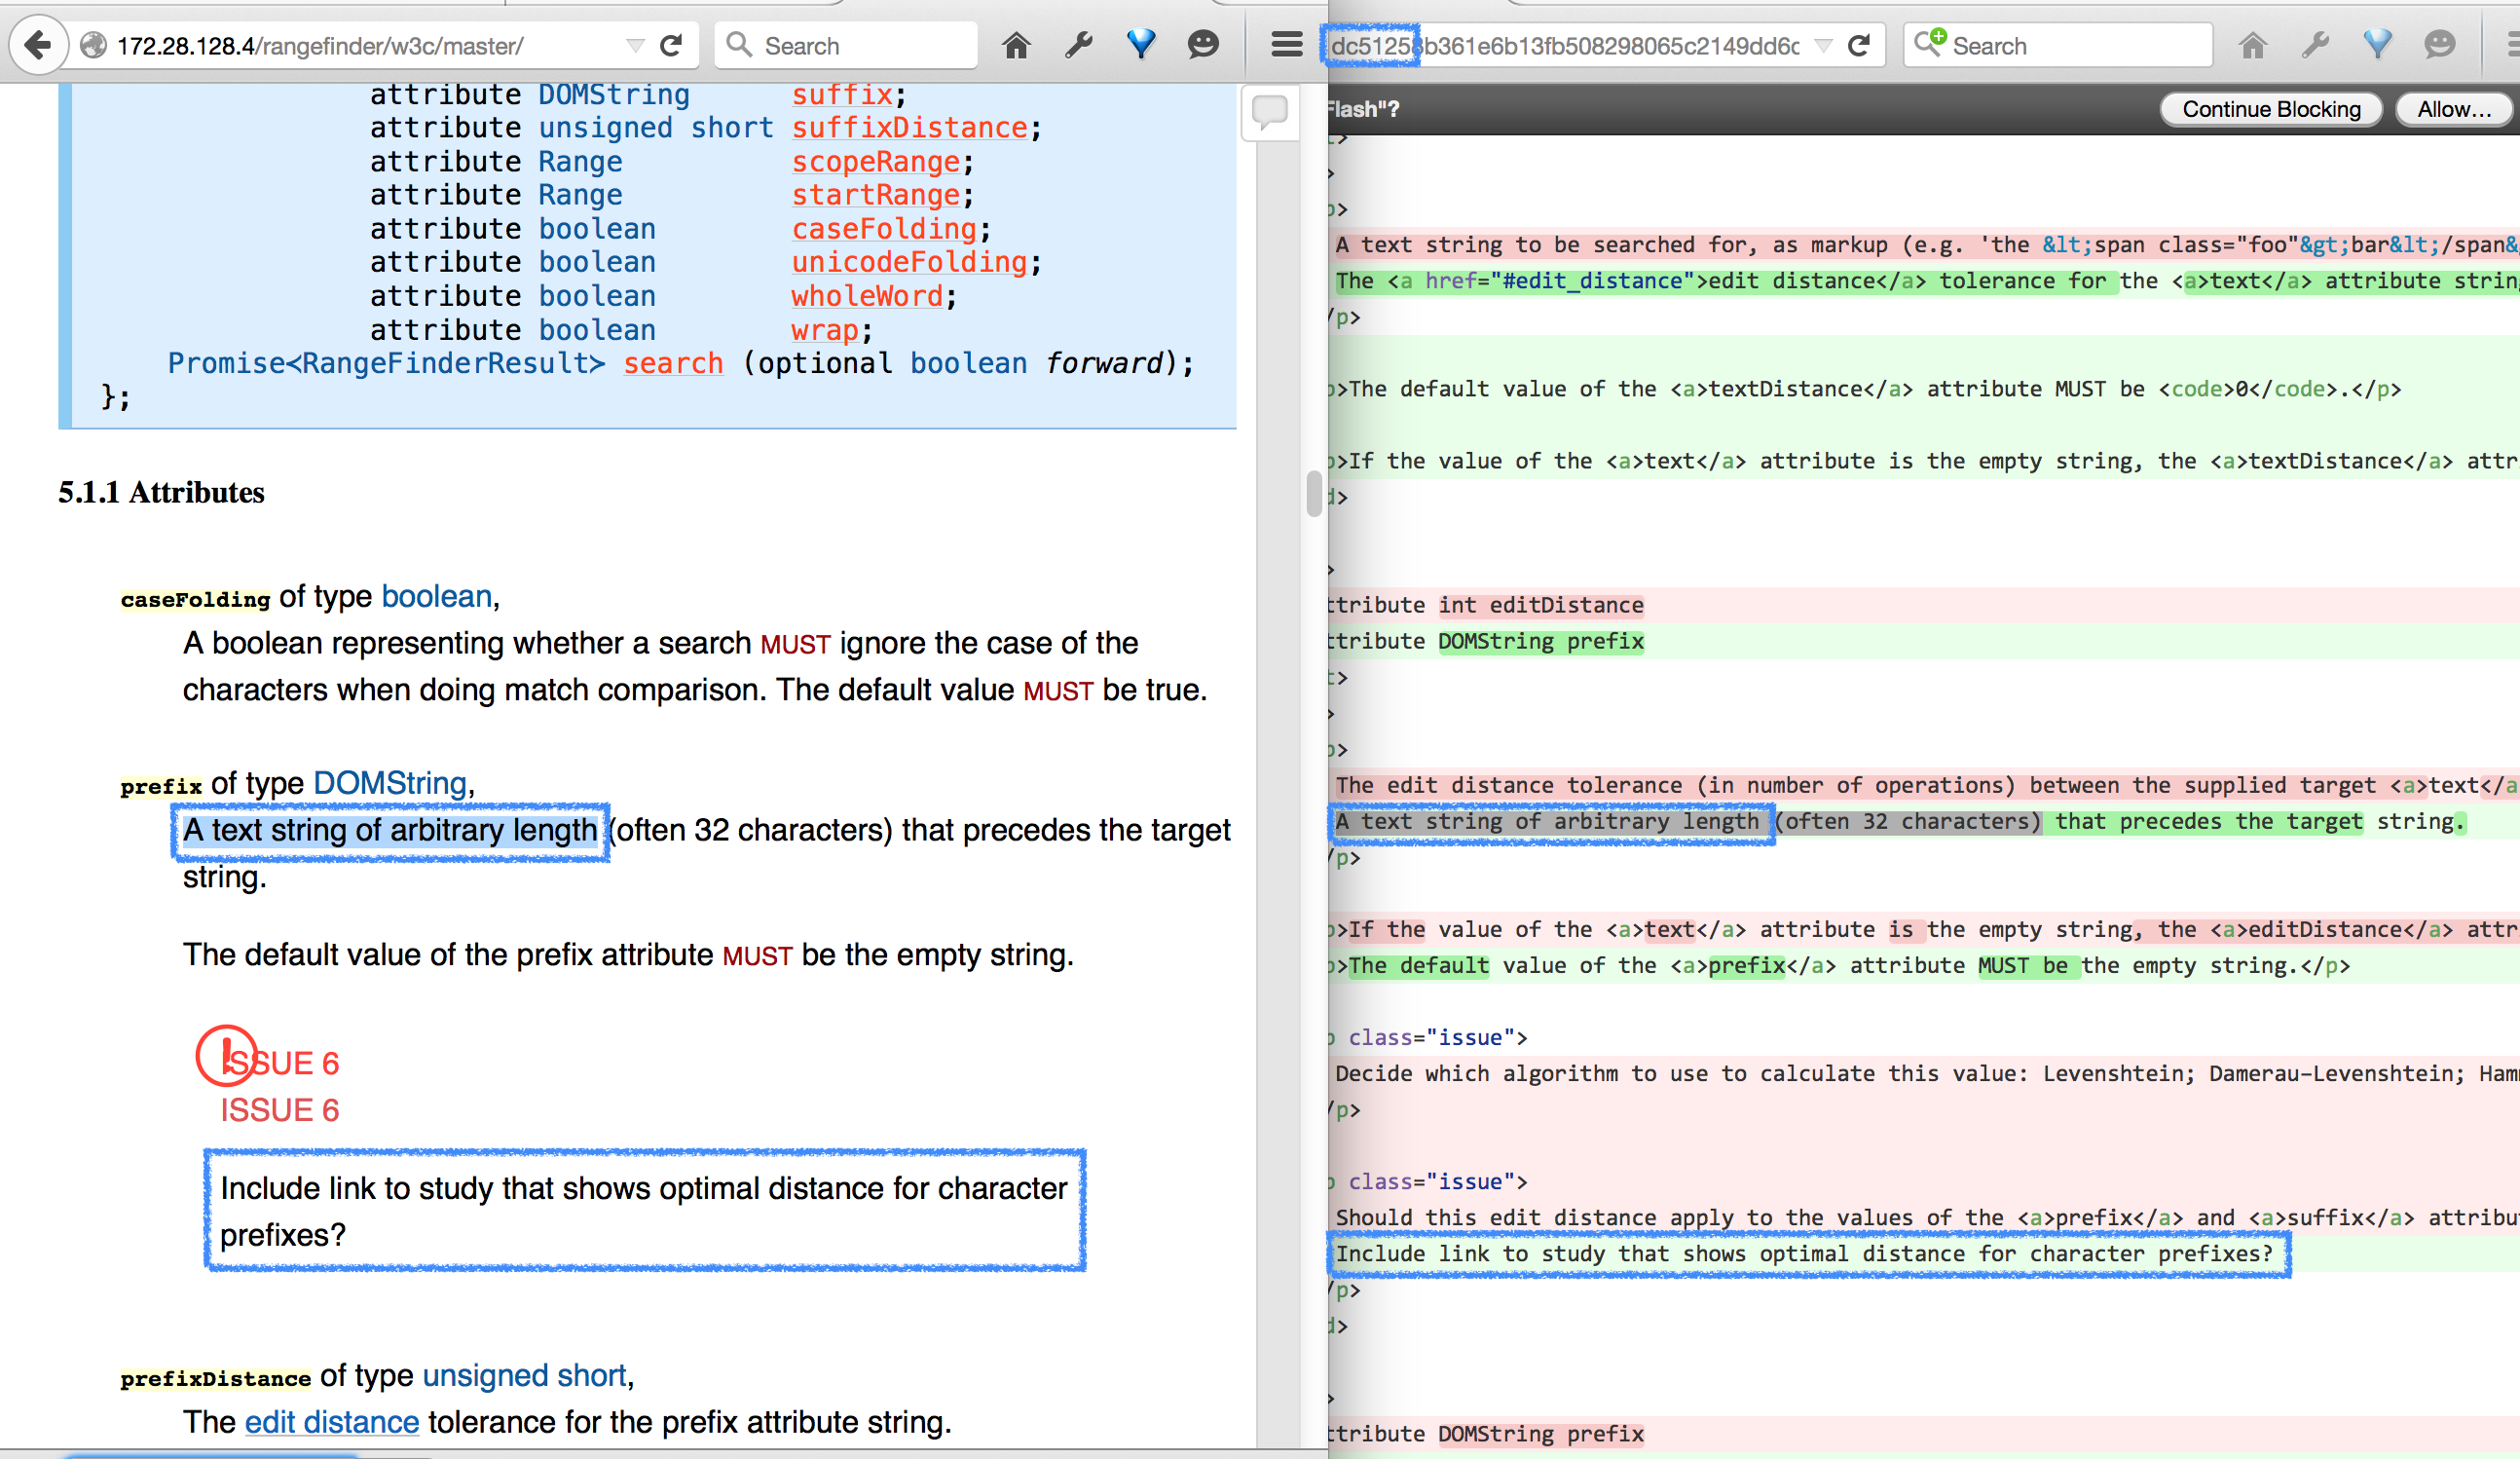 172.28.128.4/rangefinder/w3c/master/
Search
attribute DOMString suffix;
attribute unsigned short suffixDistance;
attribute Range scopeRange;
attribute Range startRange;
attribute boolean caseFolding;
attribute boolean unicodeFolding;
attribute boolean wholeWord;
attribute boolean wrap;
Promise<RangeFinderResult> search (optional boolean forward);
};
5.1.1 Attributes
caseFolding of type boolean,
A boolean representing whether a search MUST ignore the case of the
characters when doing match comparison. The default value MUST be true.
prefix of type DOMString,
A text string of arbitrary length (often 32 characters) that precedes the target
string.
The default value of the prefix attribute MUST be the empty string.
ISSUE 6
ISSUE 6
Include link to study that shows optimal distance for character
prefixes?
prefixDistance of type unsigned short,
The edit distance tolerance for the prefix attribute string.
dc51258b361e6b13fb508298065c2149dd6c
Search
Flash"?
Continue Blocking
Allow...
t>
>
p>
A text string to be searched for, as markup (e.g. 'the &lt;span class="foo"&gt;bar&lt;/span&
The <a href="#edit_distance">edit distance</a> tolerance for the <a>text</a> attribute strin
/p>
p>The default value of the <a>textDistance</a> attribute MUST be <code>0</code>.</p>
p>If the value of the <a>text</a> attribute is the empty string, the <a>textDistance</a> attr
d>
>
ttribute int editDistance
ttribute DOMString prefix
t>
>
p>
The edit distance tolerance (in number of operations) between the supplied target <a>text</a
A text string of arbitrary length (often 32 characters) that precedes the target string.
/p>
p>If the value of the <a>text</a> attribute is the empty string, the <a>editDistance</a> attr
p>The default value of the <a>prefix</a> attribute MUST be the empty string.</p>
p class="issue">
Decide which algorithm to use to calculate this value: Levenshtein; Damerau–Levenshtein; Ham
/p>
p class="issue">
Should this edit distance apply to the values of the <a>prefix</a> and <a>suffix</a> attribut
Include link to study that shows optimal distance for character prefixes?
/p>
d>
>
ttribute DOMString prefix